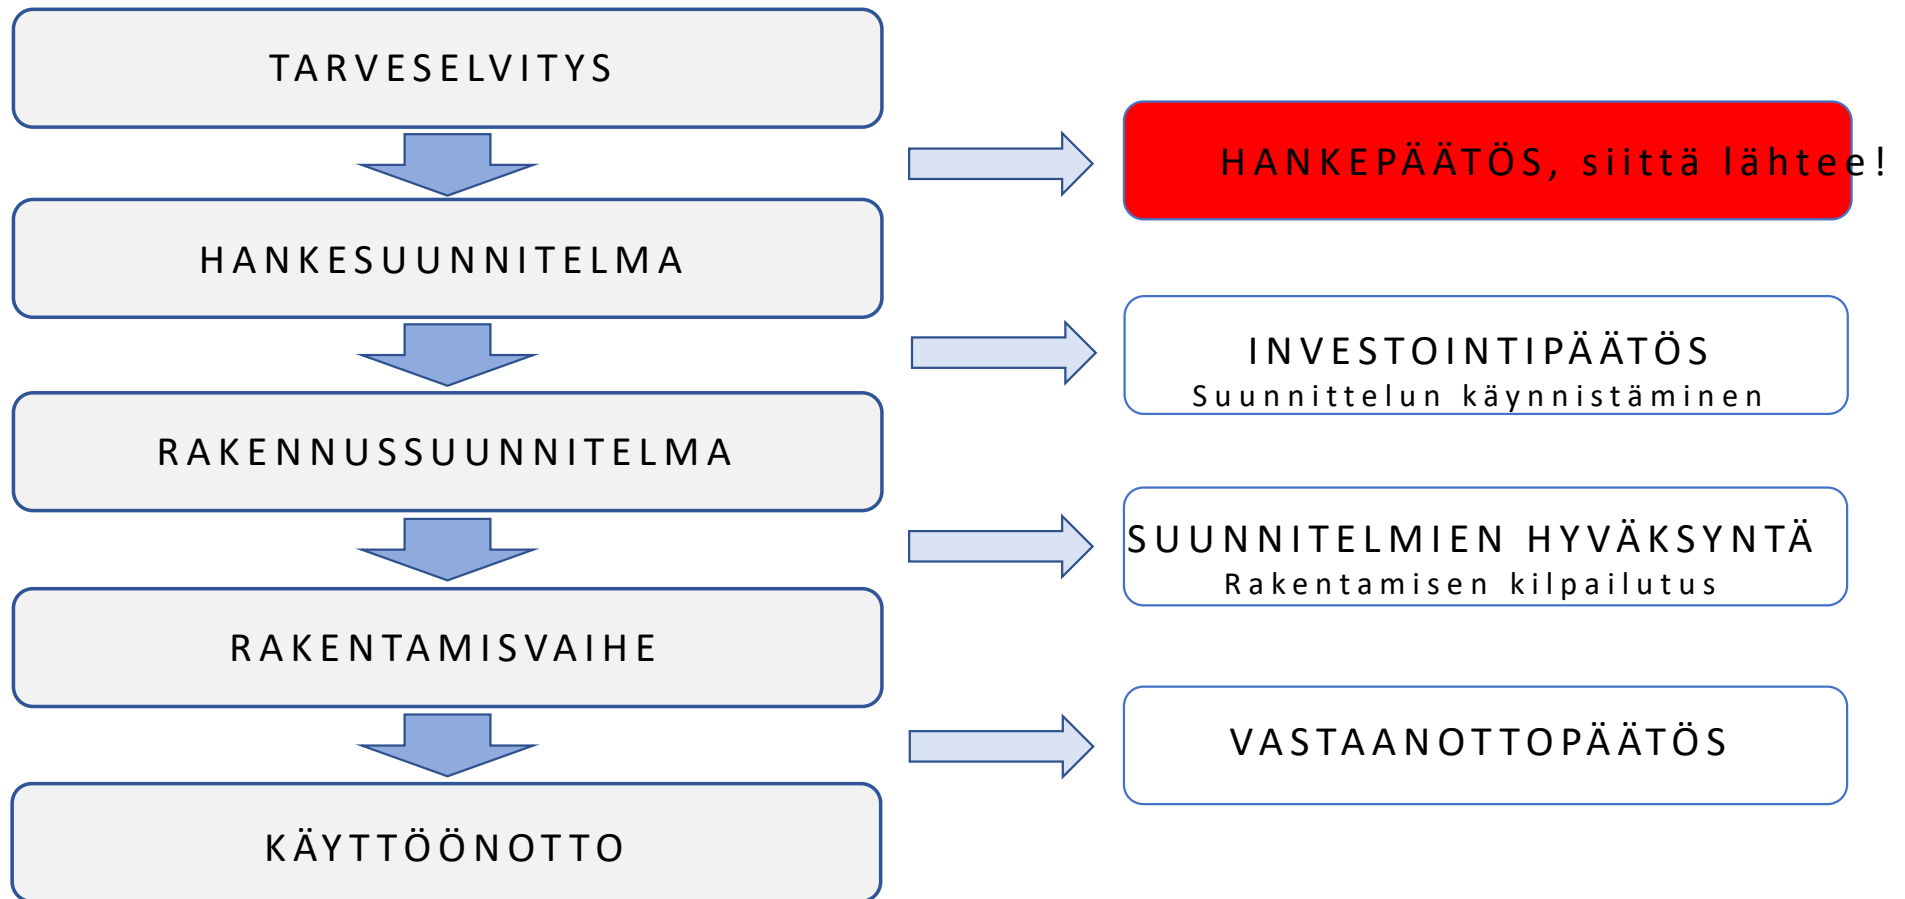 TARVESELVITYS
HANKEPÄÄTÖS, siittä lähtee!
HANKESUUNNITELMA
INVESTOINTIPÄÄTÖS
Suunnittelun käynnistäminen
RAKENNUSSUUNNITELMA
SUUNNITELMIEN HYVÄKSYNTÄ
Rakentamisen kilpailutus
RAKENTAMISVAIHE
VASTAANOTTOPÄÄTÖS
KÄYTTÖÖNOTTO